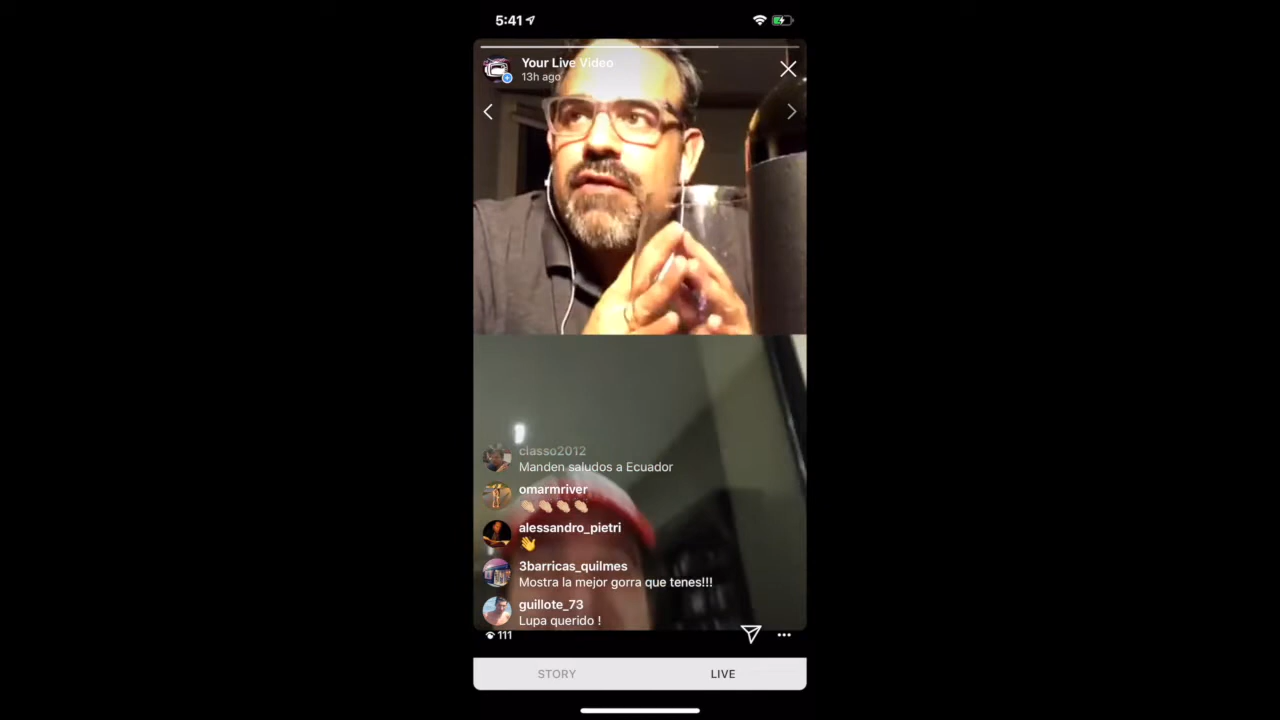 5:41
Your Live Video
13h ago
classo2012
Manden saludos a Ecuador
omarmriver
👏🏼👏🏼👏🏼👏🏼
alessandro_pietri
👋
3barricas_quilmes
Mostra la mejor gorra que tenes!!!
guillote_73
Lupa querido !
111
STORY LIVE